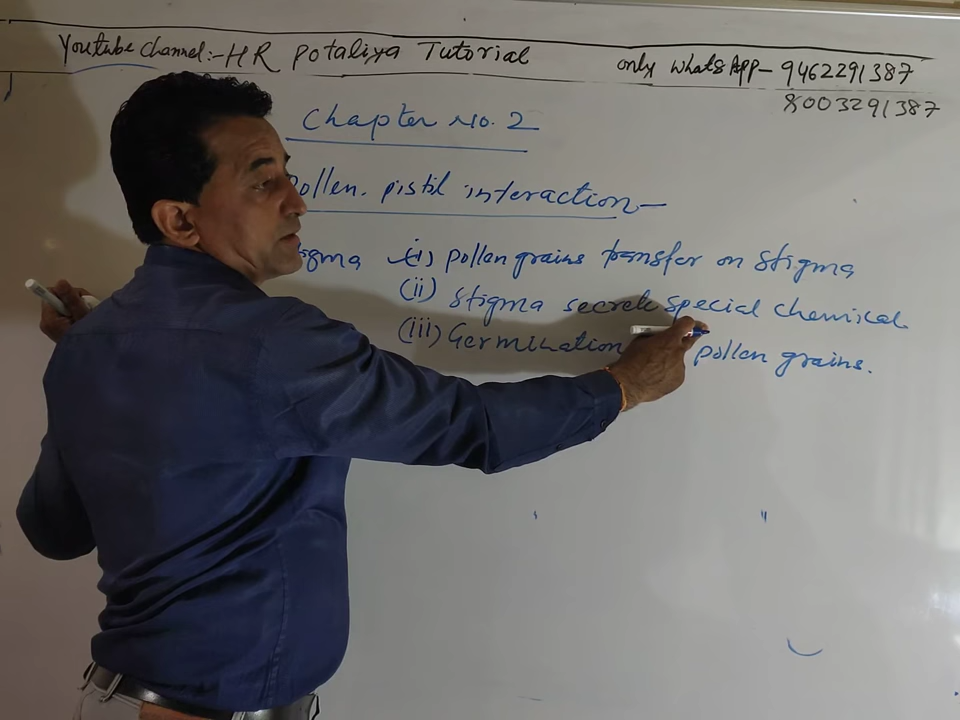 Youtube Channel:- HR Potaliya Tutorial only WhatsApp- 9462291387
8003291387
Chapter No. 2
Pollen. pistil interaction-
(i) pollen grains transfer on stigma
(ii) stigma secrete special chemical
(iii) Germination pollen grains.